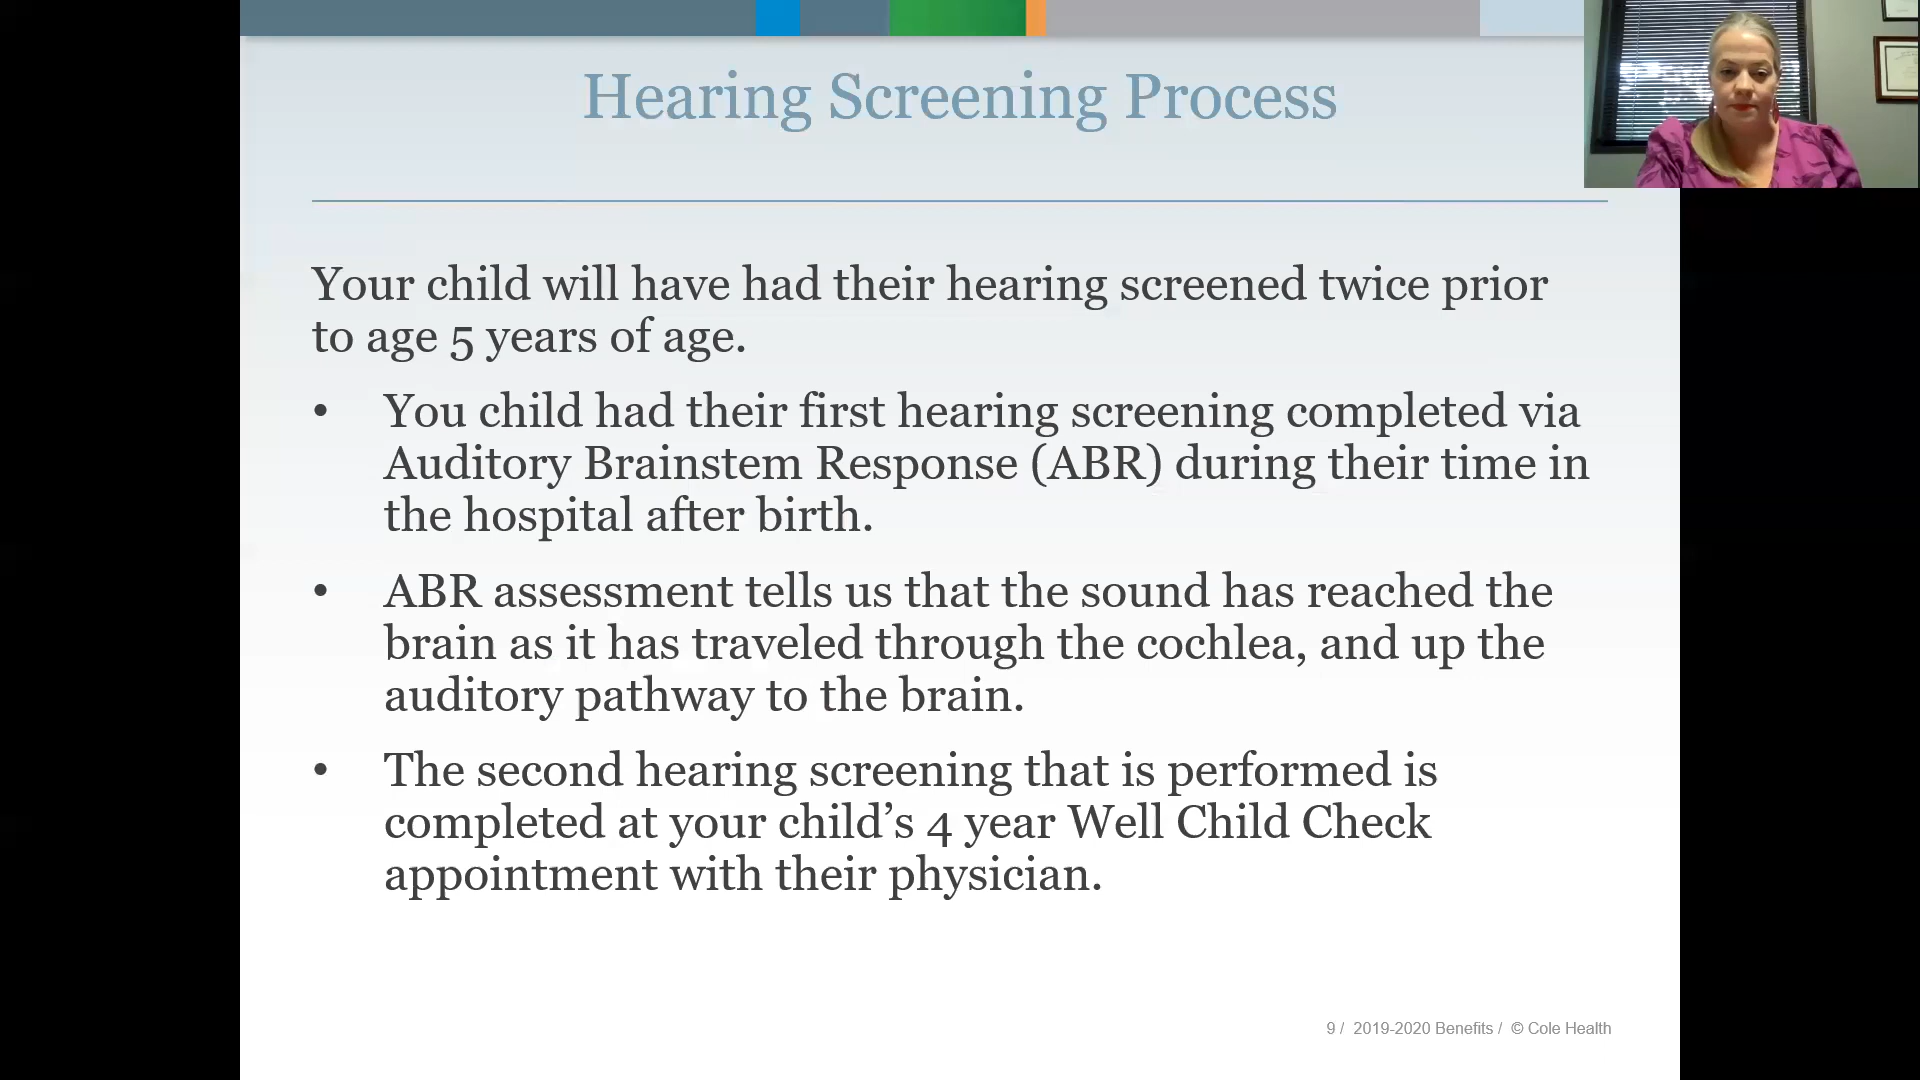 Hearing Screening Process
Your child will have had their hearing screened twice prior
to age 5 years of age.
• You child had their first hearing screening completed via
Auditory Brainstem Response (ABR) during their time in
the hospital after birth.
• ABR assessment tells us that the sound has reached the
brain as it has traveled through the cochlea, and up the
auditory pathway to the brain.
• The second hearing screening that is performed is
completed at your child’s 4 year Well Child Check
appointment with their physician.
9 / 2019-2020 Benefits / © Cole Health